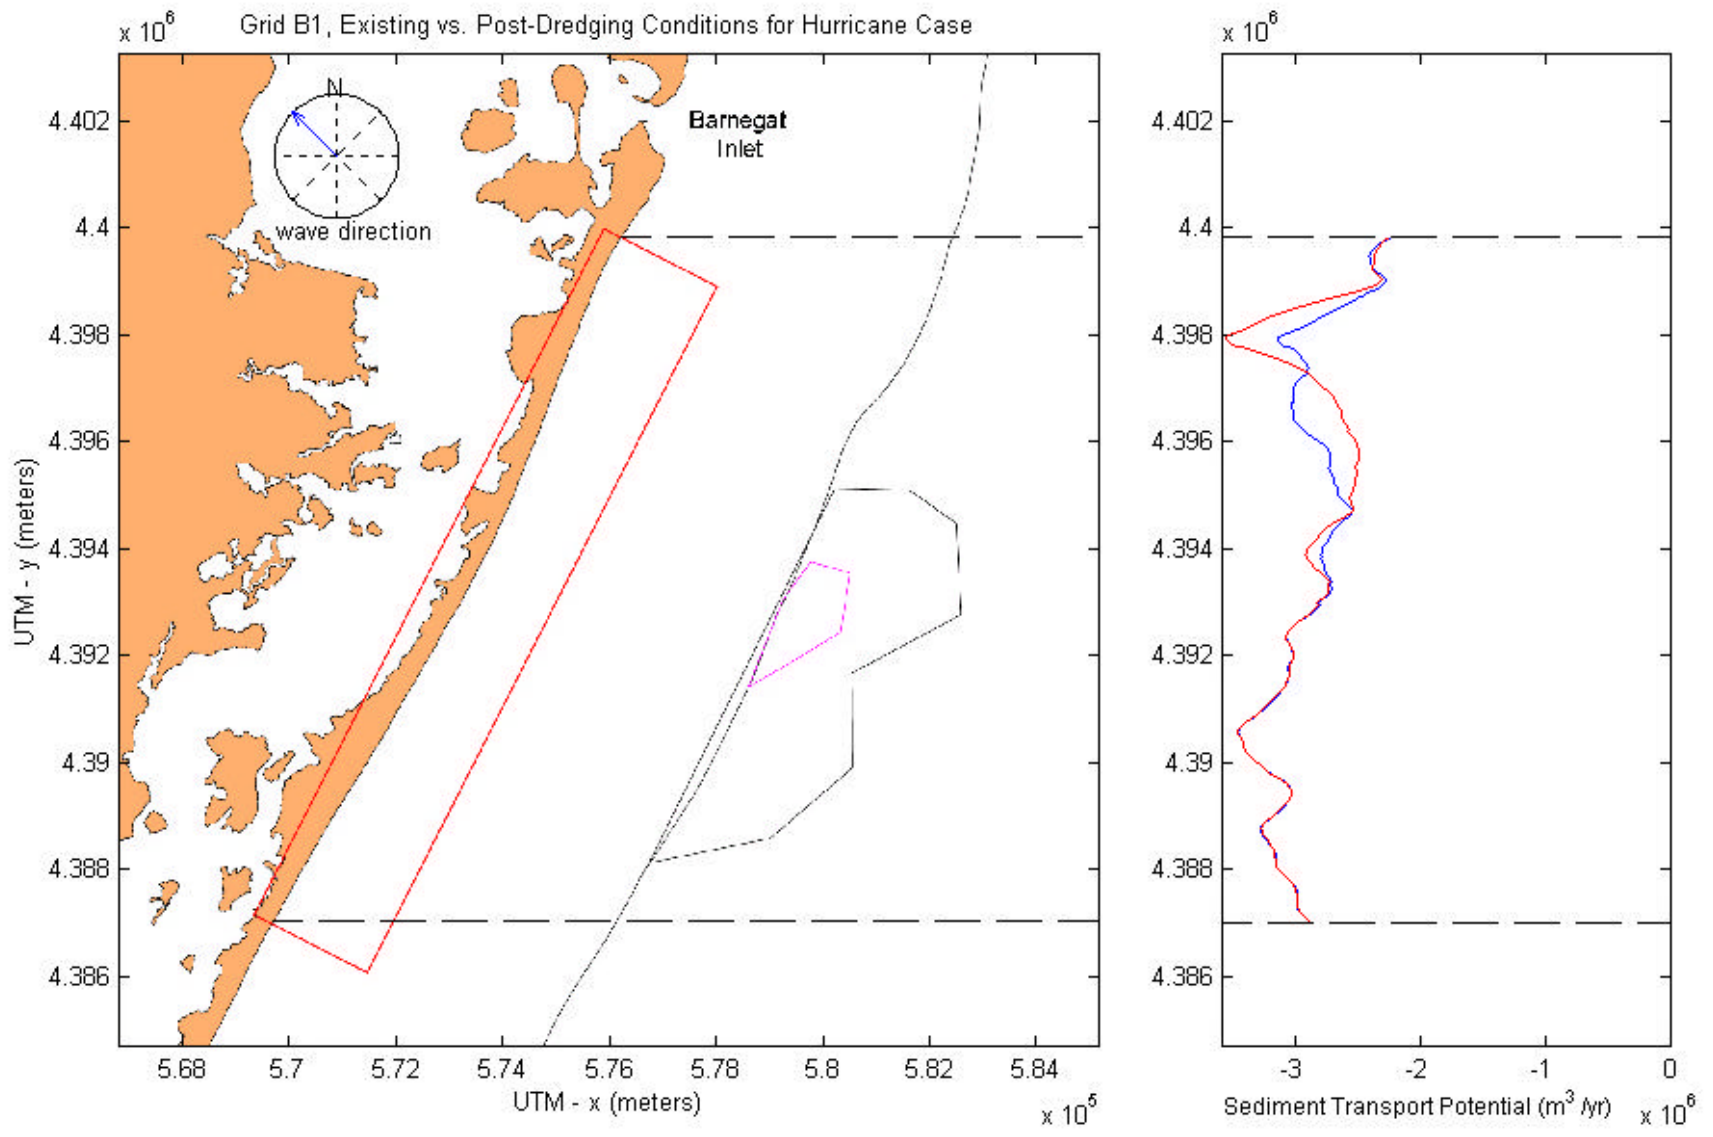 Grid B1, Existing vs. Post-Dredging Conditions for Hurricane Case
x 10^6
x 10^6
N
wave direction
Barnegat
Inlet
4.402
4.4
4.398
4.396
4.394
4.392
4.39
4.388
4.386
UTM - y (meters)
5.68
5.7
5.72
5.74
5.76
5.78
5.8
5.82
5.84
UTM - x (meters)
x 10^5
4.402
4.4
4.398
4.396
4.394
4.392
4.39
4.388
4.386
-3
-2
-1
0
Sediment Transport Potential (m^3 /yr)
x 10^6